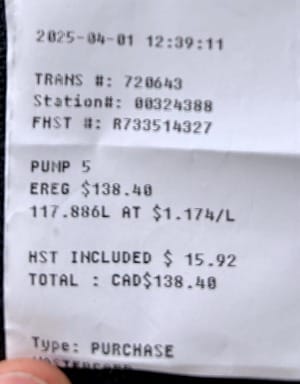 2025-04-01 12:39:11
TRANS #: 720643
Station#: 00324388
FHST #: R733514327
PUMP 5
EREG $138.40
117.886L AT $1.174/L
HST INCLUDED $ 15.92
TOTAL : CAD$138.40
Type: PURCHASE